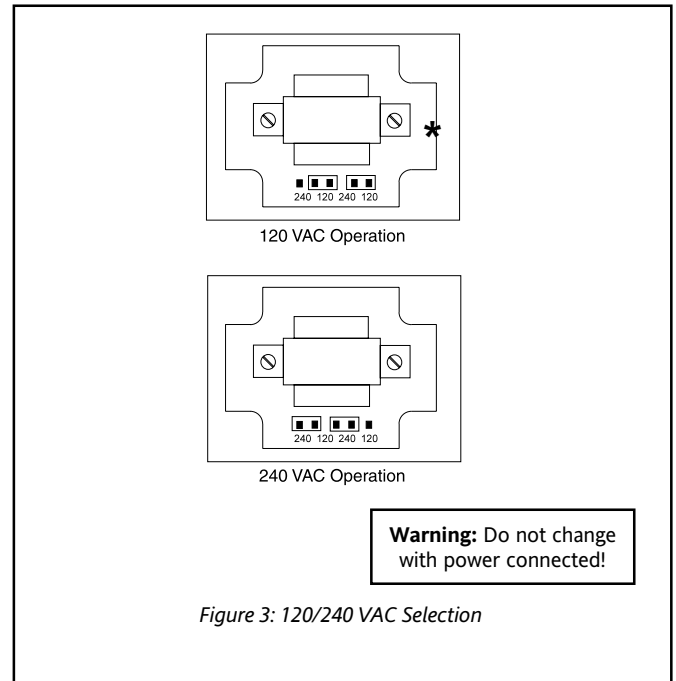 *
240 120 240 120
120 VAC Operation
240 120 240 120
240 VAC Operation
Warning: Do not change
with power connected!
Figure 3: 120/240 VAC Selection